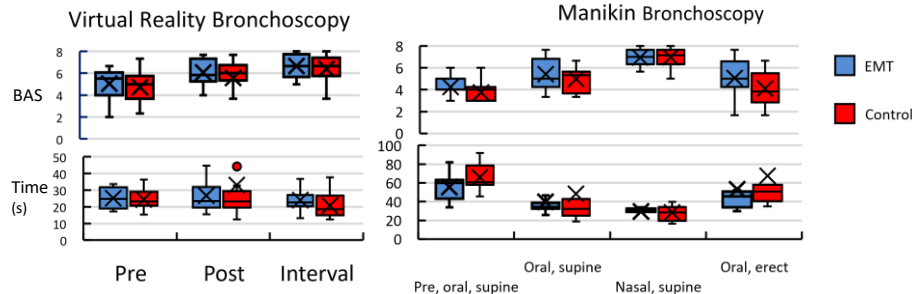 Virtual Reality Bronchoscopy
Manikin Bronchoscopy
BAS
8
6
4
2
0
8
6
4
2
0
EMT
Control
Time
(s)
50
40
30
20
10
0
100
80
60
40
20
0
Pre
Post
Interval
Pre, oral, supine
Oral, supine
Nasal, supine
Oral, erect